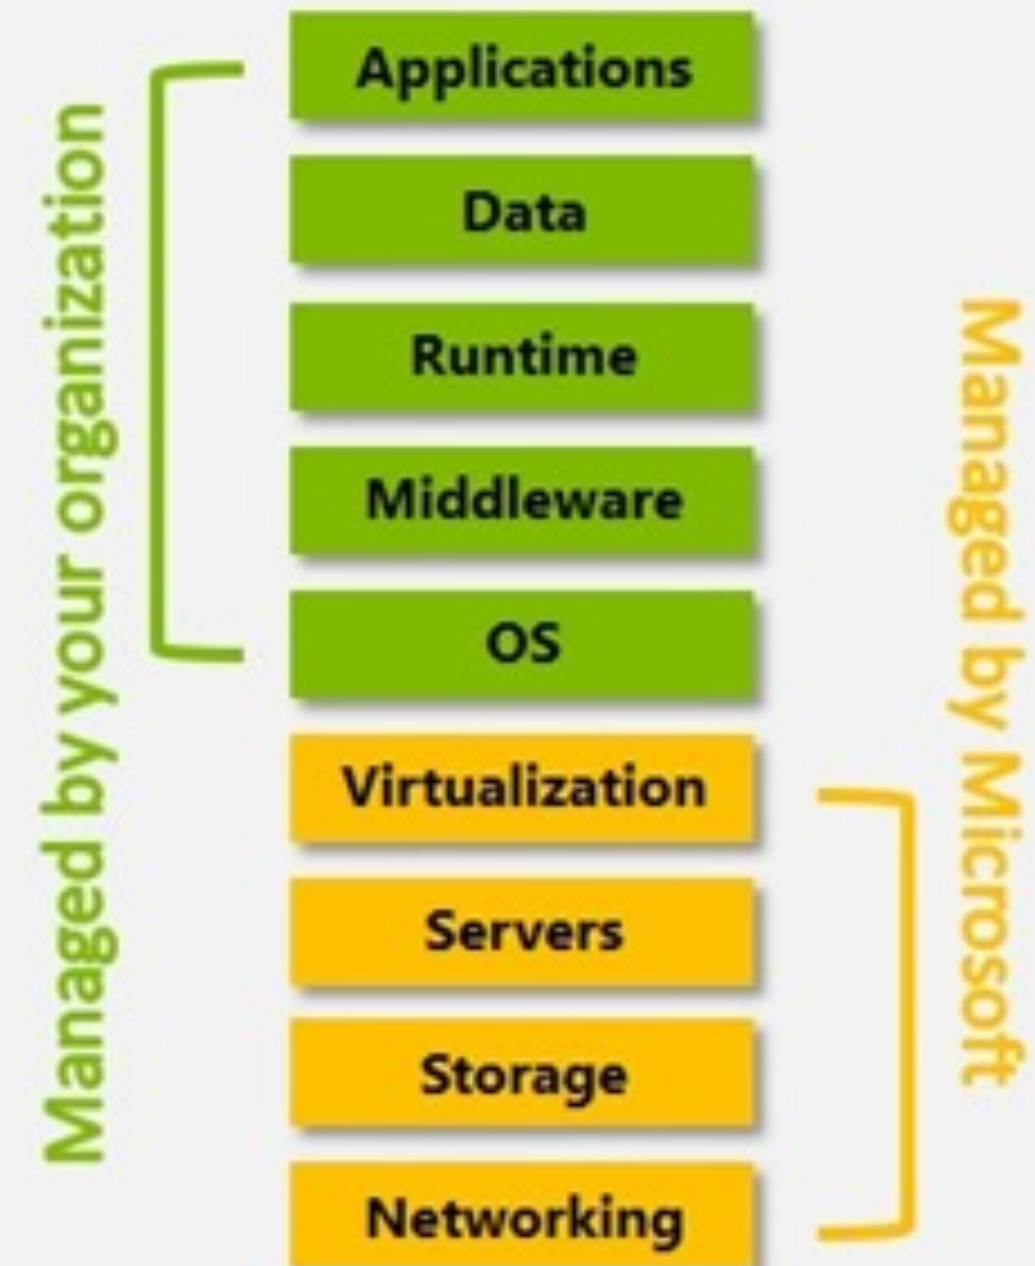 Managed by your organization
Applications
Data
Runtime
Middleware
OS
Virtualization
Servers
Storage
Networking
Managed by Microsoft